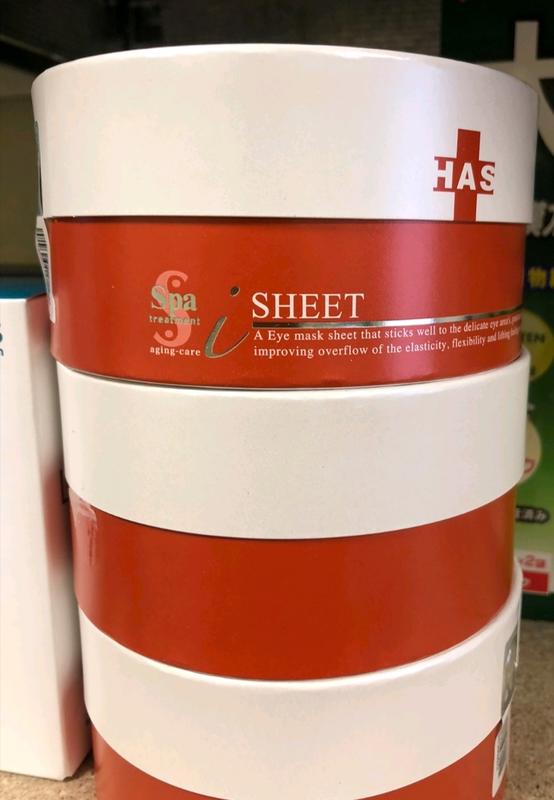 HAS
Spa
treatment
aging-care
i SHEET
A Eye mask sheet that sticks well to the delicate eye area's
improving overflow of the elasticity, flexibility and lifting